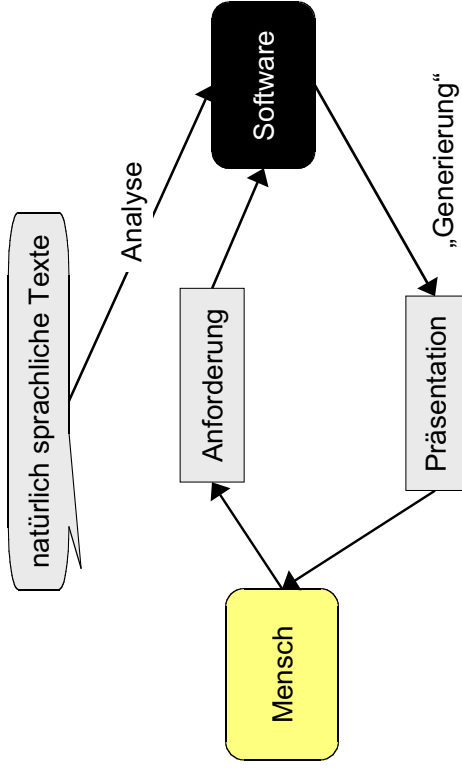 natürlich sprachliche Texte
Analyse
Software
Anforderung
Mensch
Präsentation
„Generierung“